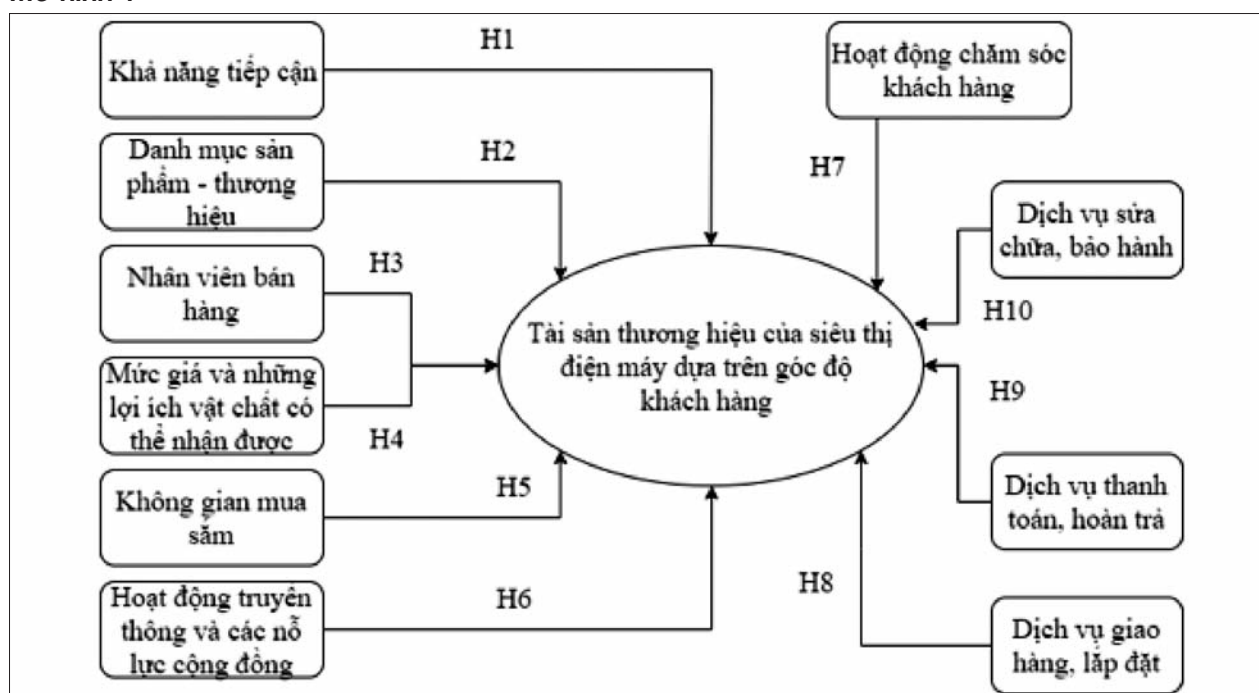 Khả năng tiếp cận
H1
Hoạt động chăm sóc
khách hàng
Danh mục sản
phẩm - thương
hiệu
H2
H7
Dịch vụ sửa
chữa, bảo hành
Nhân viên bán
hàng
H3
H10
Tài sản thương hiệu của siêu thị
điện máy dựa trên góc độ
khách hàng
Mức giá và những
lợi ích vật chất có
thể nhận được
H4
H9
Không gian mua
sắm
H5
Dịch vụ thanh
toán, hoàn trả
Hoạt động truyền
thông và các nỗ
lực cộng đồng
H6
H8
Dịch vụ giao
hàng, lắp đặt